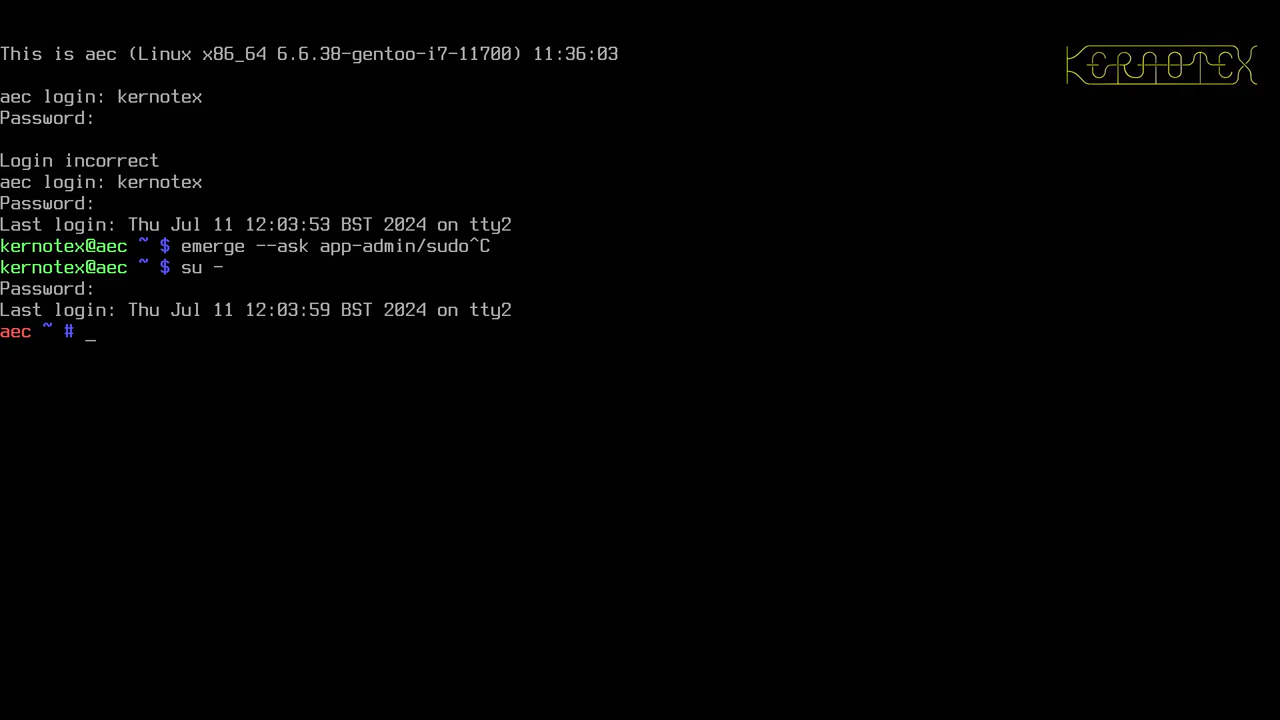 This is aec (Linux x86_64 6.6.38-gentoo-i7-11700) 11:36:03
KERNOTEX
aec login: kernotex
Password:
Login incorrect
aec login: kernotex
Password:
Last login: Thu Jul 11 12:03:53 BST 2024 on tty2
kernotex@aec ~ $ emerge --ask app-admin/sudo^C
kernotex@aec ~ $ su -
Password:
Last login: Thu Jul 11 12:03:59 BST 2024 on tty2
aec ~ # _